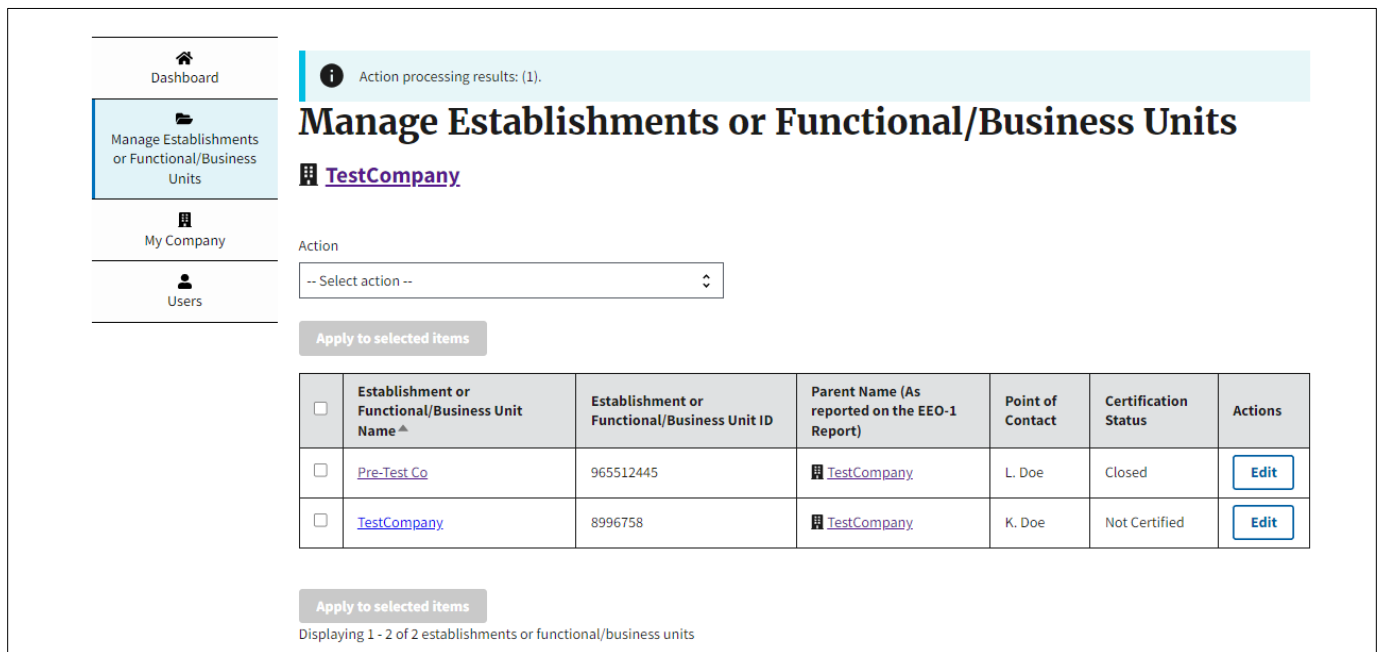 Dashboard
Manage Establishments
or Functional/Business
Units
My Company
Users
Action processing results: (1).
Manage Establishments or Functional/Business Units
TestCompany
Action
-- Select action --
Apply to selected items
Establishment or
Functional/Business Unit
Name
Establishment or
Functional/Business Unit ID
Parent Name (As
reported on the EEO-1
Report)
Point of
Contact
Certification
Status
Actions
Pre-Test Co
965512445
TestCompany
L. Doe
Closed
Edit
TestCompany
8996758
TestCompany
K. Doe
Not Certified
Edit
Apply to selected items
Displaying 1 - 2 of 2 establishments or functional/business units